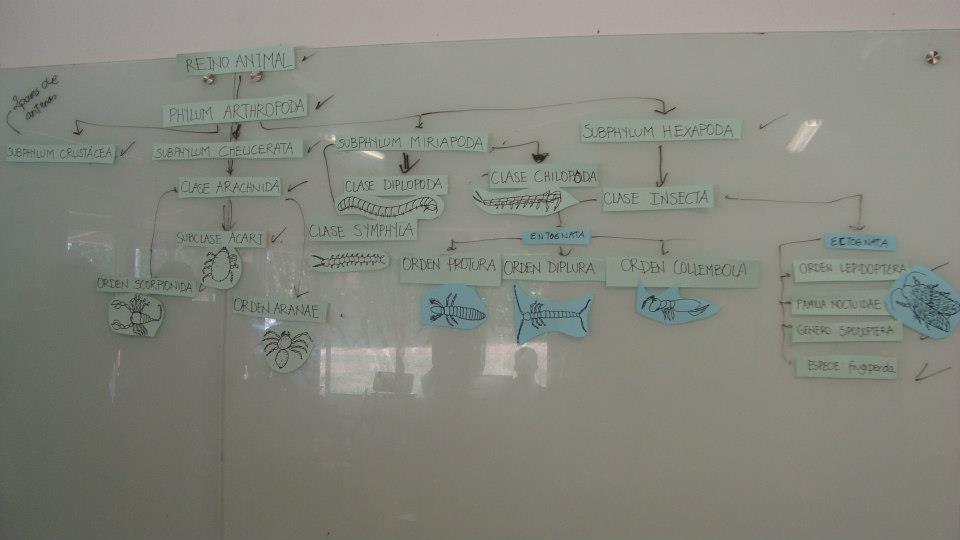 REINO ANIMAL
PHYLUM ARTHROPODA
2 pares de
antenas
SUBPHYLUM CRUSTÁCEA
SUBPHYLUM CHELICERATA
SUBPHYLUM MIRIAPODA
SUBPHYLUM HEXAPODA
CLASE ARACHNIDA
CLASE DIPLOPODA
CLASE CHILOPODA
CLASE INSECTA
SUBCLASE ACARI
CLASE SYMPHYLA
ENTOGNATA
ECTOGNATA
ORDEN SCORPIONIDA
ORDEN ARANAE
ORDEN PROTURA
ORDEN DIPLURA
ORDEN COLLEMBOLA
ORDEN LEPIDOPTERA
FAMILIA NOCTUIDAE
GENERO SPODOPTERA
ESPECIE frugiperda